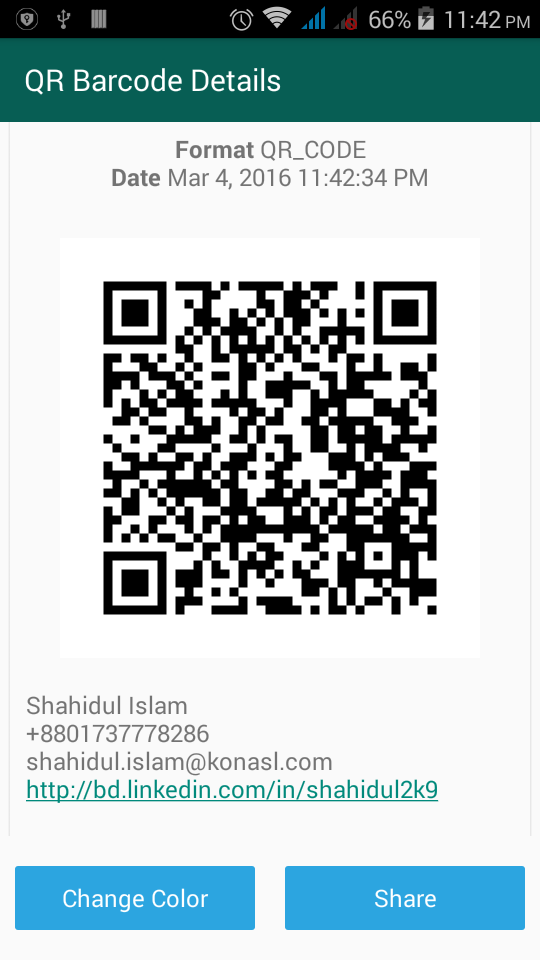 66% 11:42 PM
QR Barcode Details
Format QR_CODE
Date Mar 4, 2016 11:42:34 PM
Shahidul Islam
+8801737778286
shahidul.islam@konasl.com
http://bd.linkedin.com/in/shahidul2k9
Change Color
Share